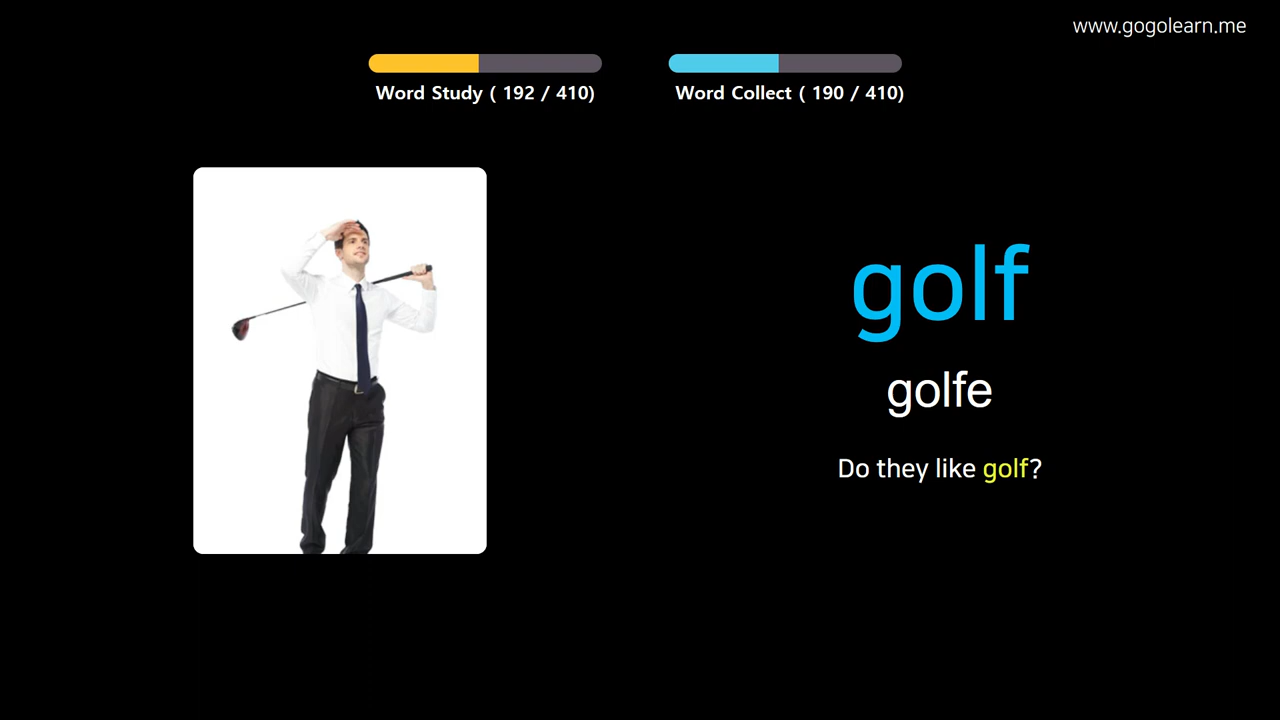 www.gogolearn.me
Word Study ( 192 / 410)
Word Collect ( 190 / 410)
golf
golfe
Do they like golf?